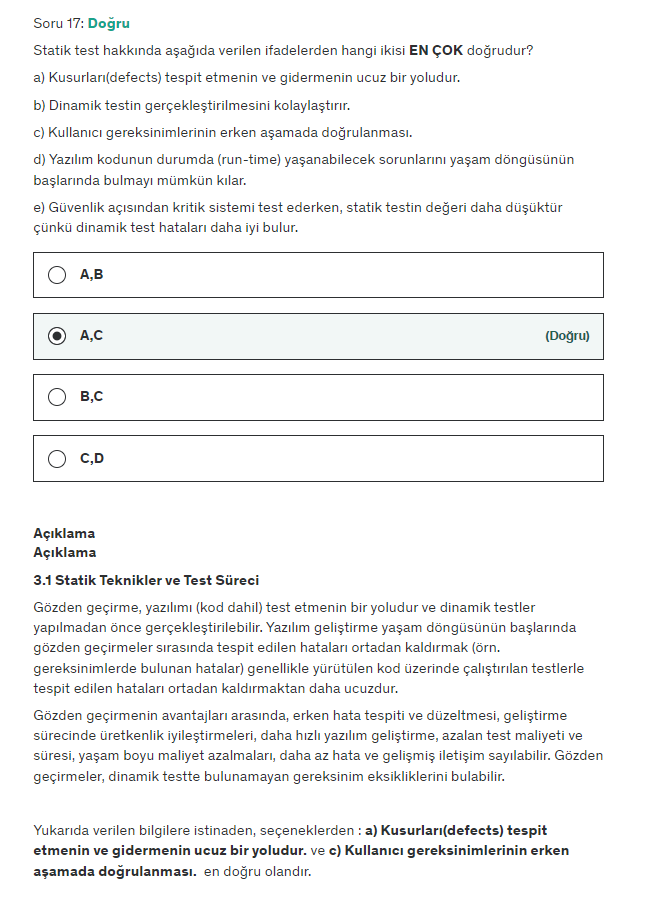 Soru 17: Doğru
Statik test hakkında aşağıda verilen ifadelerden hangi ikisi EN ÇOK doğrudur?
a) Kusurları(defects) tespit etmenin ve gidermenin ucuz bir yoludur.
b) Dinamik testin gerçekleştirilmesini kolaylaştırır.
c) Kullanıcı gereksinimlerinin erken aşamada doğrulanması.
d) Yazılım kodunun durumda (run-time) yaşanabilecek sorunlarını yaşam döngüsünün
başlarında bulmayı mümkün kılar.
e) Güvenlik açısından kritik sistemi test ederken, statik testin değeri daha düşüktür
çünkü dinamik test hataları daha iyi bulur.
A,B
A,C (Doğru)
B,C
C,D
Açıklama
Açıklama
3.1 Statik Teknikler ve Test Süreci
Gözden geçirme, yazılımı (kod dahil) test etmenin bir yoludur ve dinamik testler
yapılmadan önce gerçekleştirilebilir. Yazılım geliştirme yaşam döngüsünün başlarında
gözden geçirmeler sırasında tespit edilen hataları ortadan kaldırmak (örn.
gereksinimlerde bulunan hatalar) genellikle yürütülen kod üzerinde çalıştırılan testlerle
tespit edilen hataları ortadan kaldırmaktan daha ucuzdur.
Gözden geçirmenin avantajları arasında, erken hata tespiti ve düzeltmesi, geliştirme
sürecinde üretkenlik iyileştirmeleri, daha hızlı yazılım geliştirme, azalan test maliyeti ve
süresi, yaşam boyu maliyet azalmaları, daha az hata ve gelişmiş iletişim sayılabilir. Gözden
geçirmeler, dinamik testte bulunamayan gereksinim eksikliklerini bulabilir.
Yukarıda verilen bilgilere istinaden, seçeneklerden : a) Kusurları(defects) tespit
etmenin ve gidermenin ucuz bir yoludur. ve c) Kullanıcı gereksinimlerinin erken
aşamada doğrulanması. en doğru olandır.